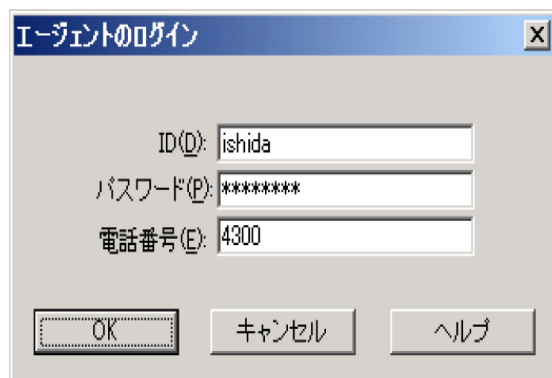 エージェントのログイン
ID(D): ishida
パスワード(P): ********
電話番号(E): 4300
OK キャンセル ヘルプ